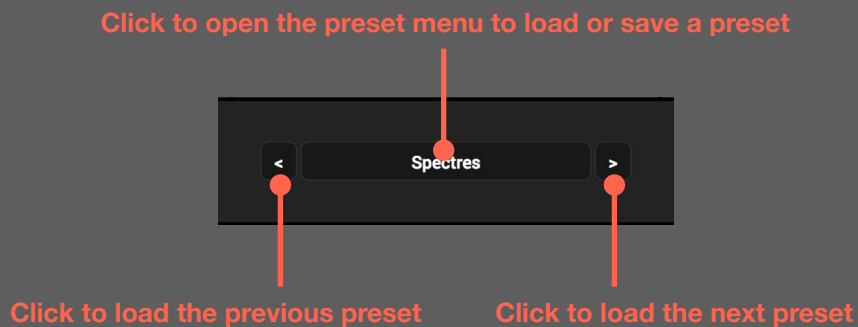 Click to open the preset menu to load or save a preset
< Spectres >
Click to load the previous preset
Click to load the next preset